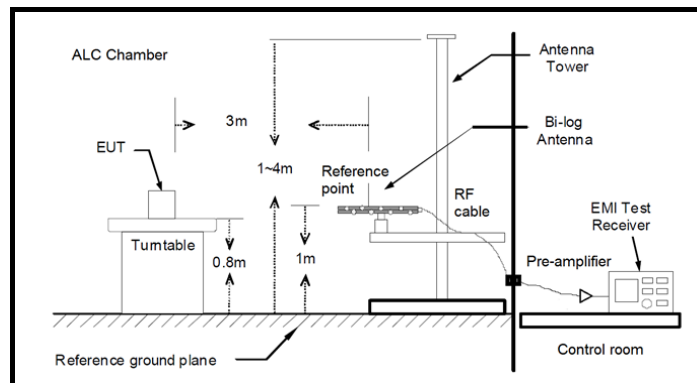 ALC Chamber
Antenna
Tower
3m
EUT
1~4m
Bi-log
Antenna
Reference
point
RF
cable
EMI Test
Receiver
Turntable
0.8m
1m
Pre-amplifier
Reference ground plane
Control room